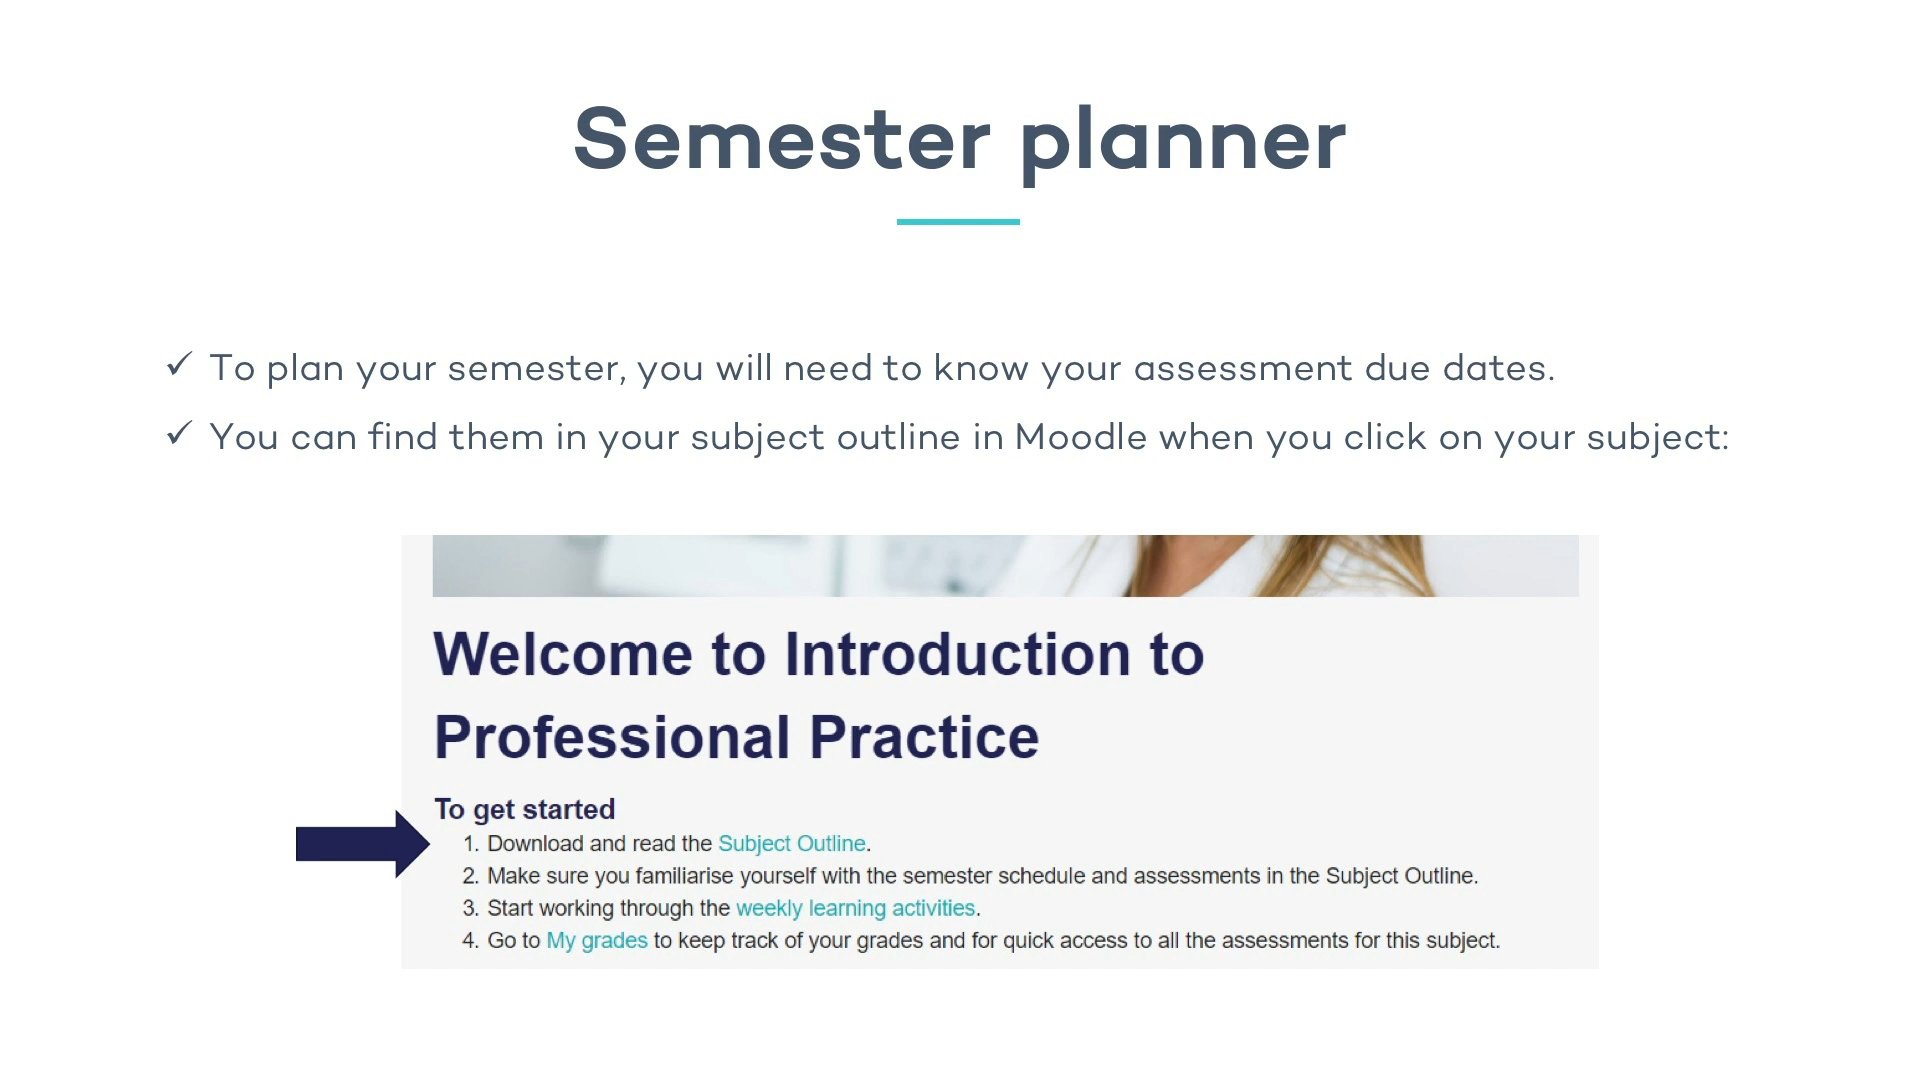 Semester planner
✓ To plan your semester, you will need to know your assessment due dates.
✓ You can find them in your subject outline in Moodle when you click on your subject:
Welcome to Introduction to
Professional Practice
To get started
1. Download and read the Subject Outline.
2. Make sure you familiarise yourself with the semester schedule and assessments in the Subject Outline.
3. Start working through the weekly learning activities.
4. Go to My grades to keep track of your grades and for quick access to all the assessments for this subject.